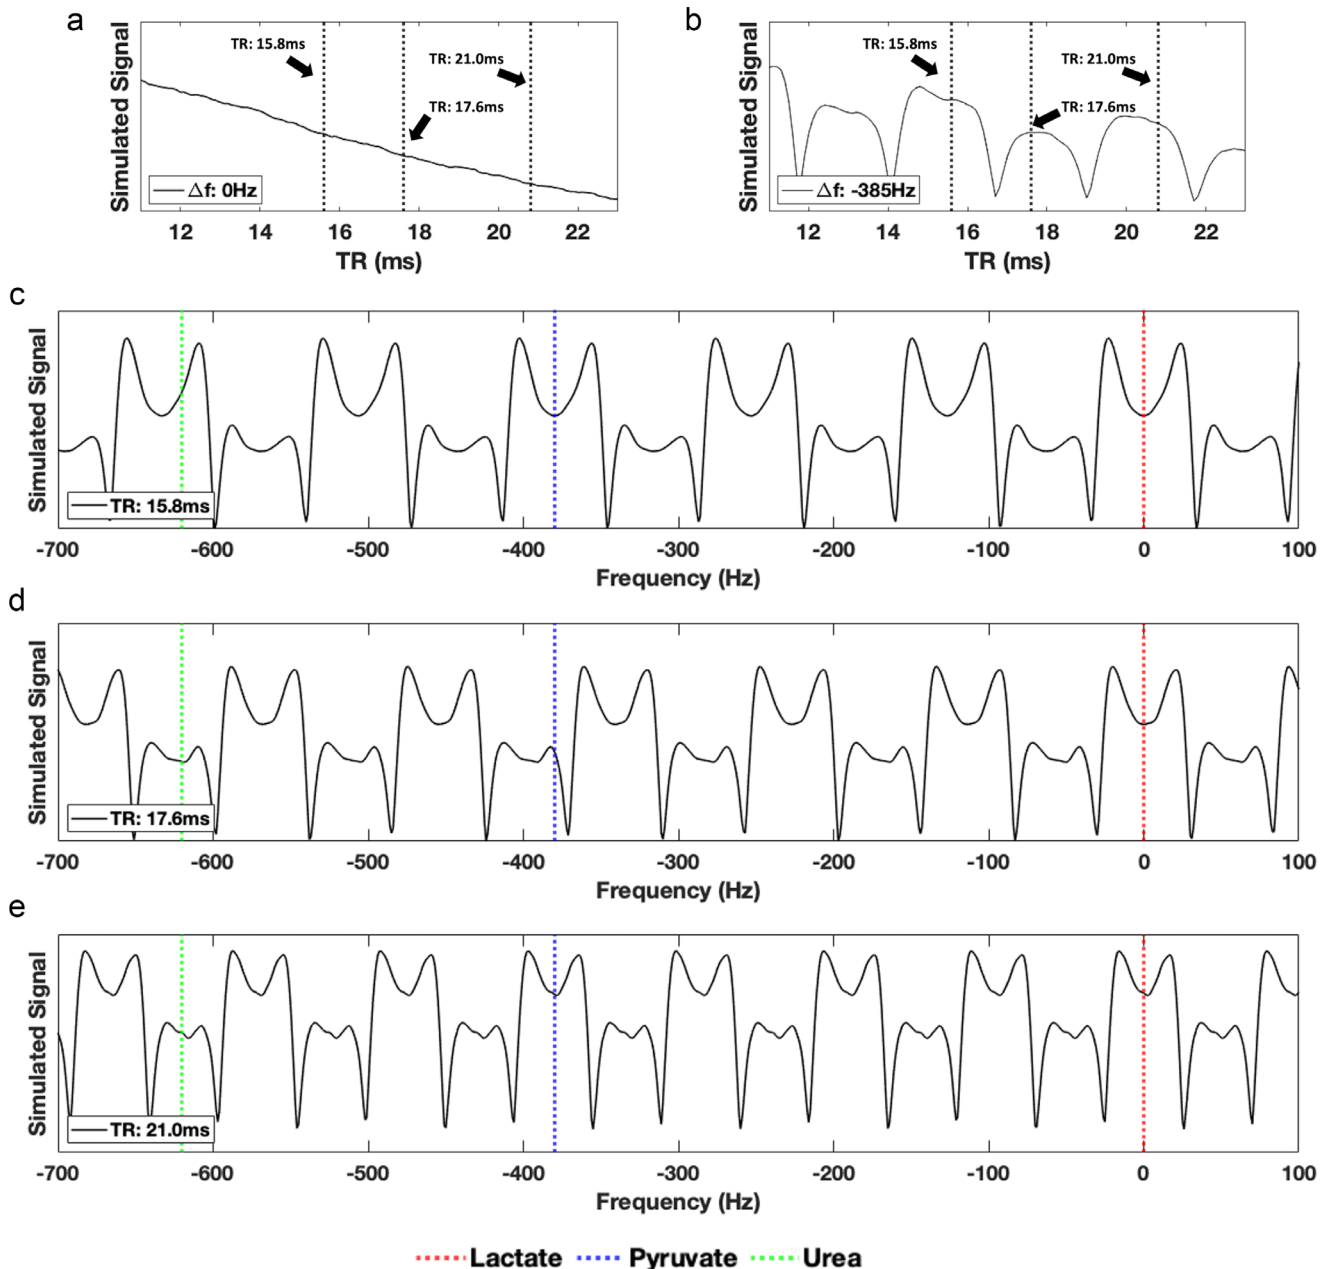 a
Simulated Signal
TR: 15.8ms
TR: 21.0ms
TR: 17.6ms
Δf: 0Hz
12 14 16 18 20 22
TR (ms)
b
Simulated Signal
TR: 15.8ms
TR: 21.0ms
TR: 17.6ms
Δf: -385Hz
12 14 16 18 20 22
TR (ms)
c
Simulated Signal
TR: 15.8ms
-700 -600 -500 -400 -300 -200 -100 0 100
Frequency (Hz)
d
Simulated Signal
TR: 17.6ms
-700 -600 -500 -400 -300 -200 -100 0 100
Frequency (Hz)
e
Simulated Signal
TR: 21.0ms
-700 -600 -500 -400 -300 -200 -100 0 100
Frequency (Hz)
Lactate Pyruvate Urea